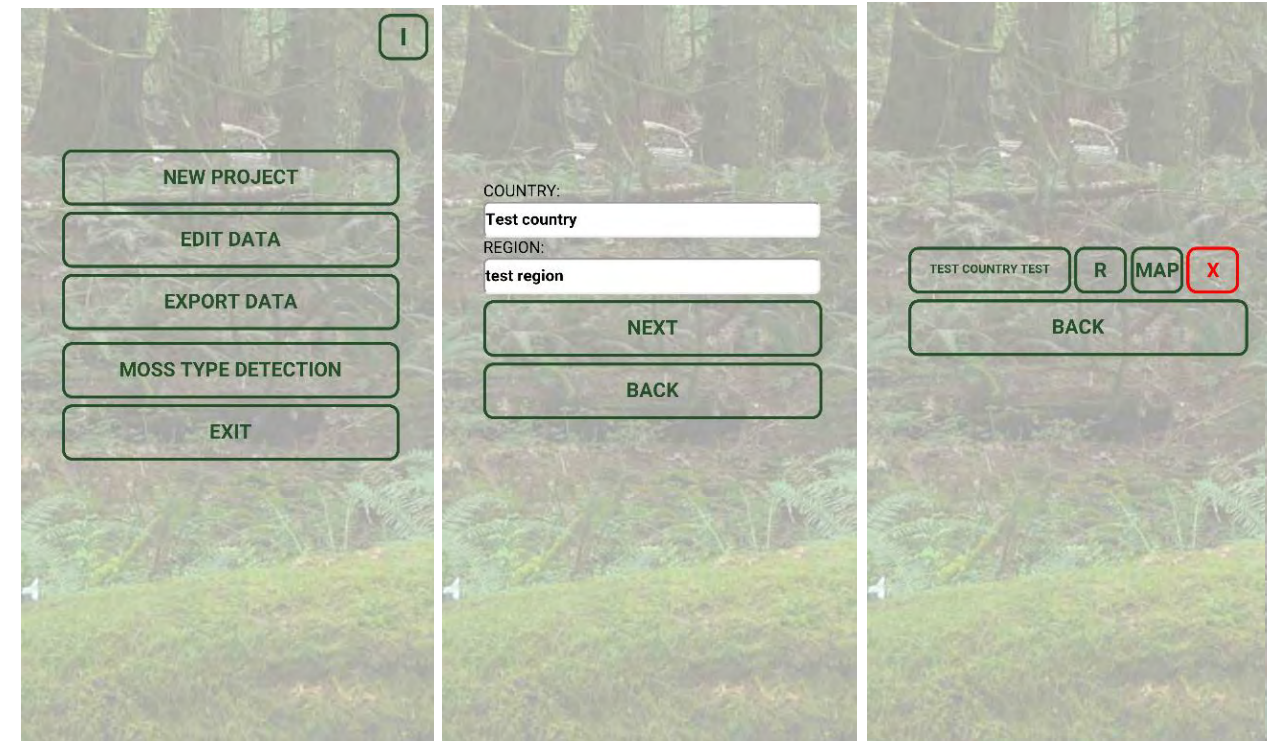 I
NEW PROJECT
EDIT DATA
EXPORT DATA
MOSS TYPE DETECTION
EXIT
COUNTRY:
Test country
REGION:
test region
NEXT
BACK
TEST COUNTRY TEST
R
MAP
X
BACK